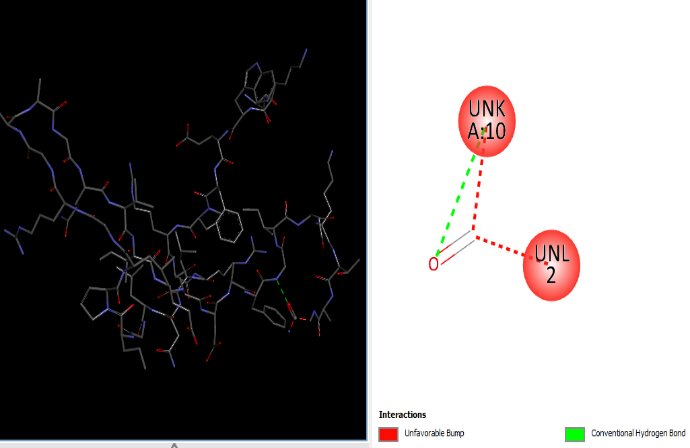 UNK
A:10
O
UNL
2
Interactions
Unfavorable Bump
Conventional Hydrogen Bond